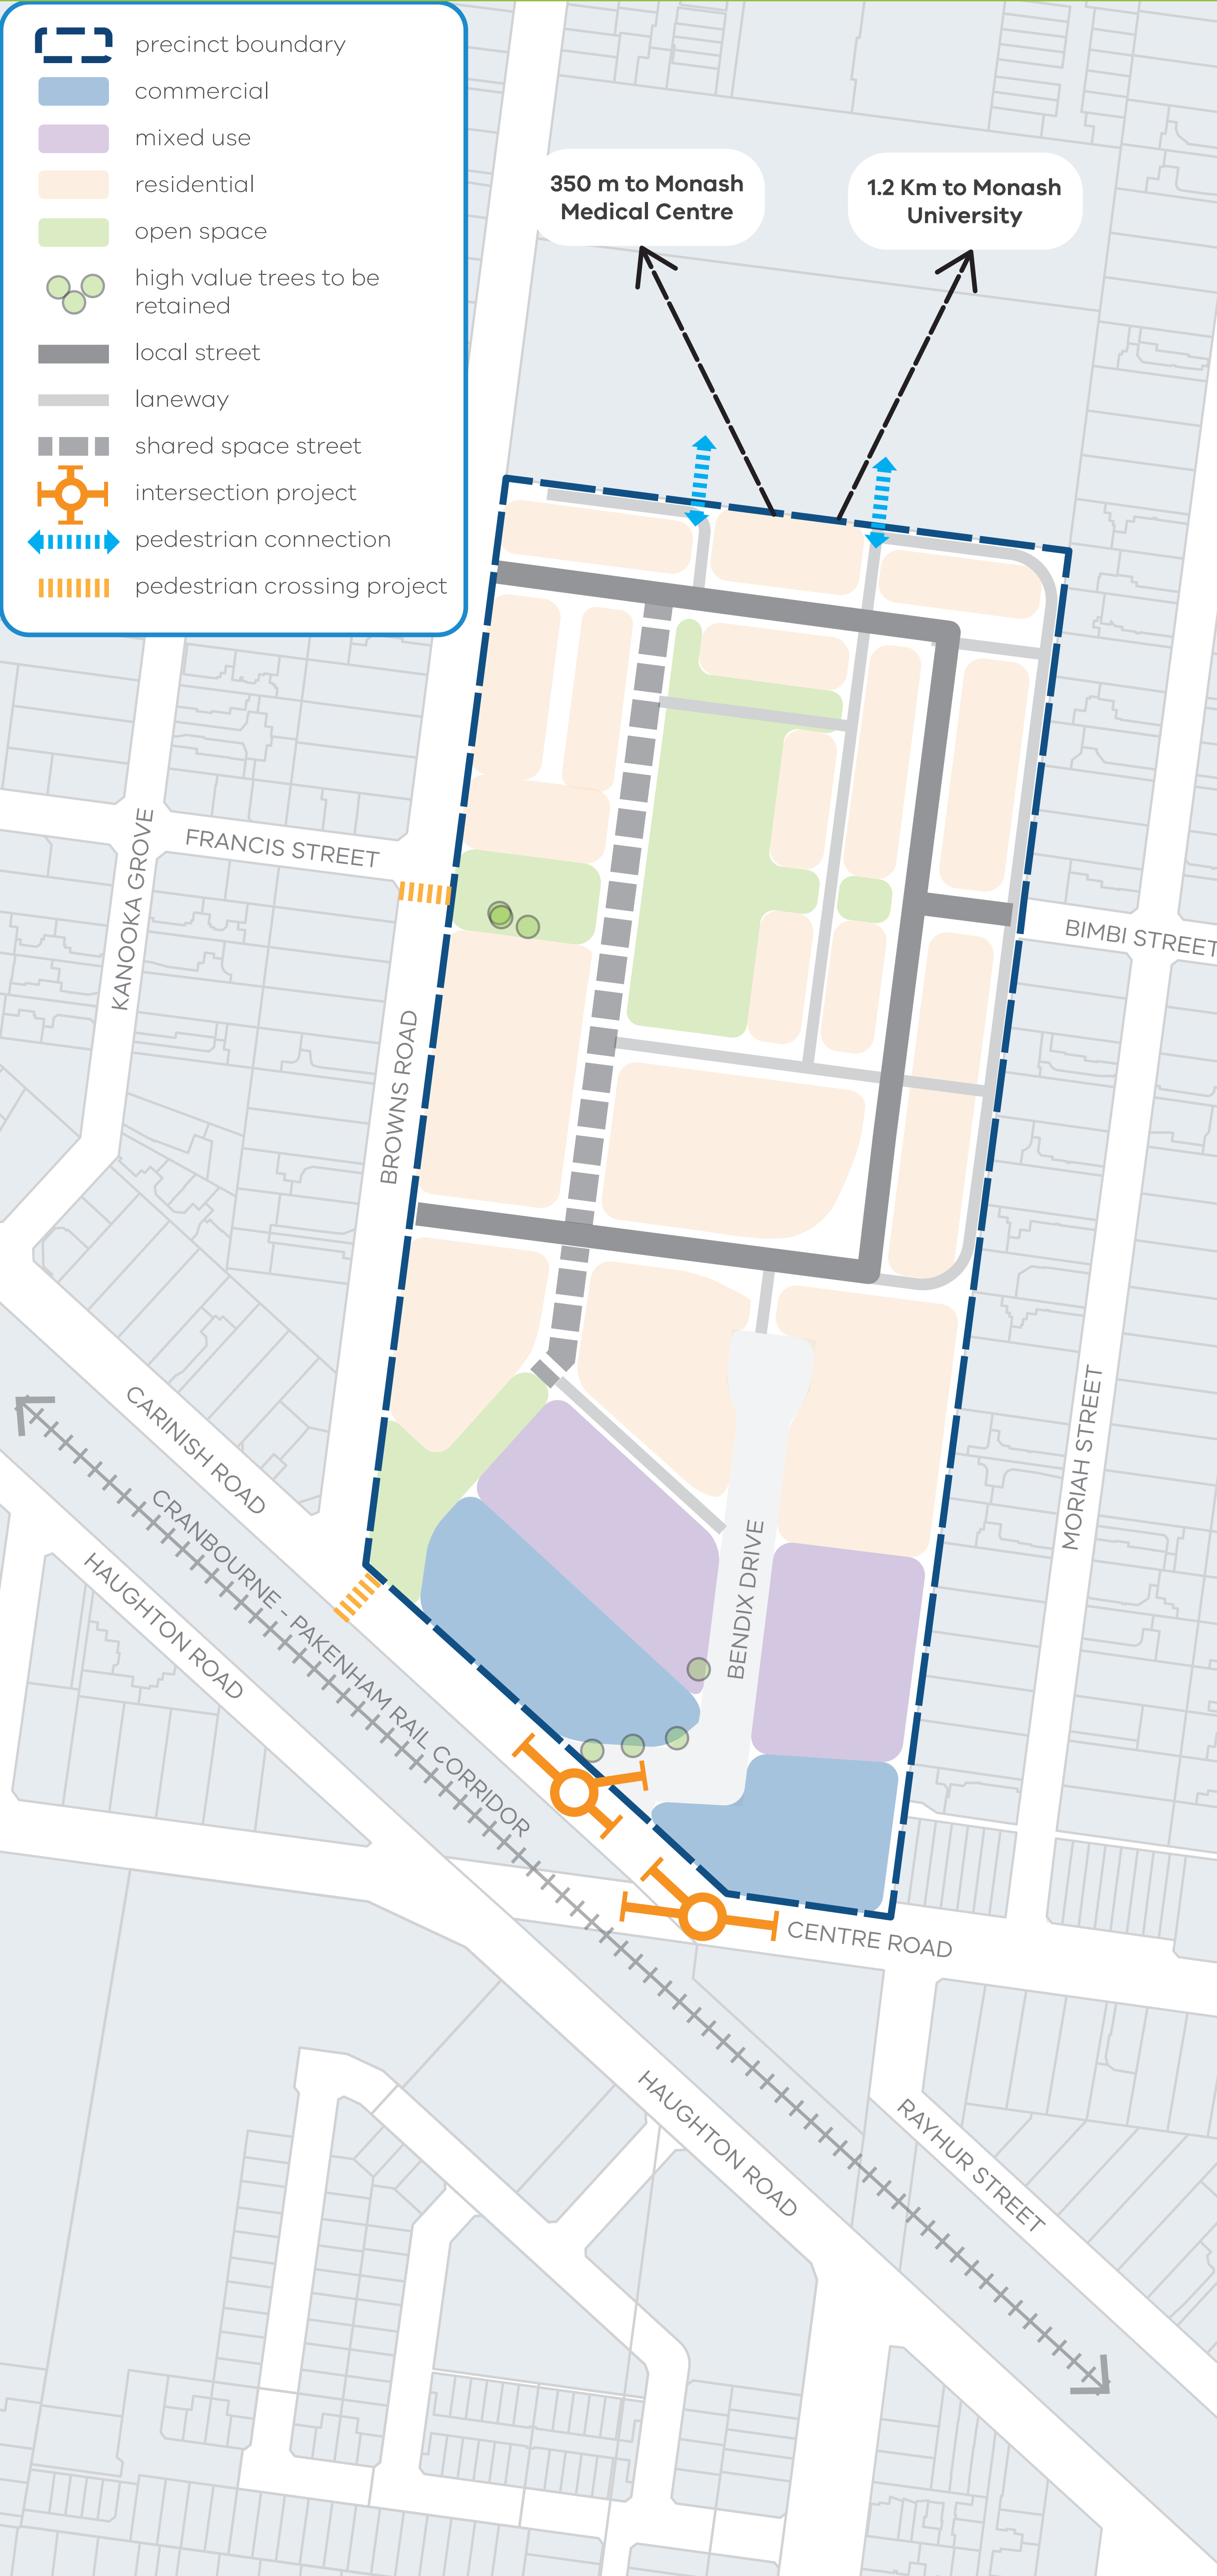 precinct boundary
commercial
mixed use
residential
open space
high value trees to be
retained
local street
laneway
shared space street
intersection project
pedestrian connection
pedestrian crossing project
350 m to Monash
Medical Centre
1.2 Km to Monash
University
FRANCIS STREET
KANOOKA GROVE
BIMBI STREET
BROWNS ROAD
CARINISH ROAD
CRANBOURNE - PAKENHAM RAIL CORRIDOR
HAUGHTON ROAD
MORIAH STREET
BENDIX DRIVE
CENTRE ROAD
HAUGHTON ROAD
RAYHUR STREET